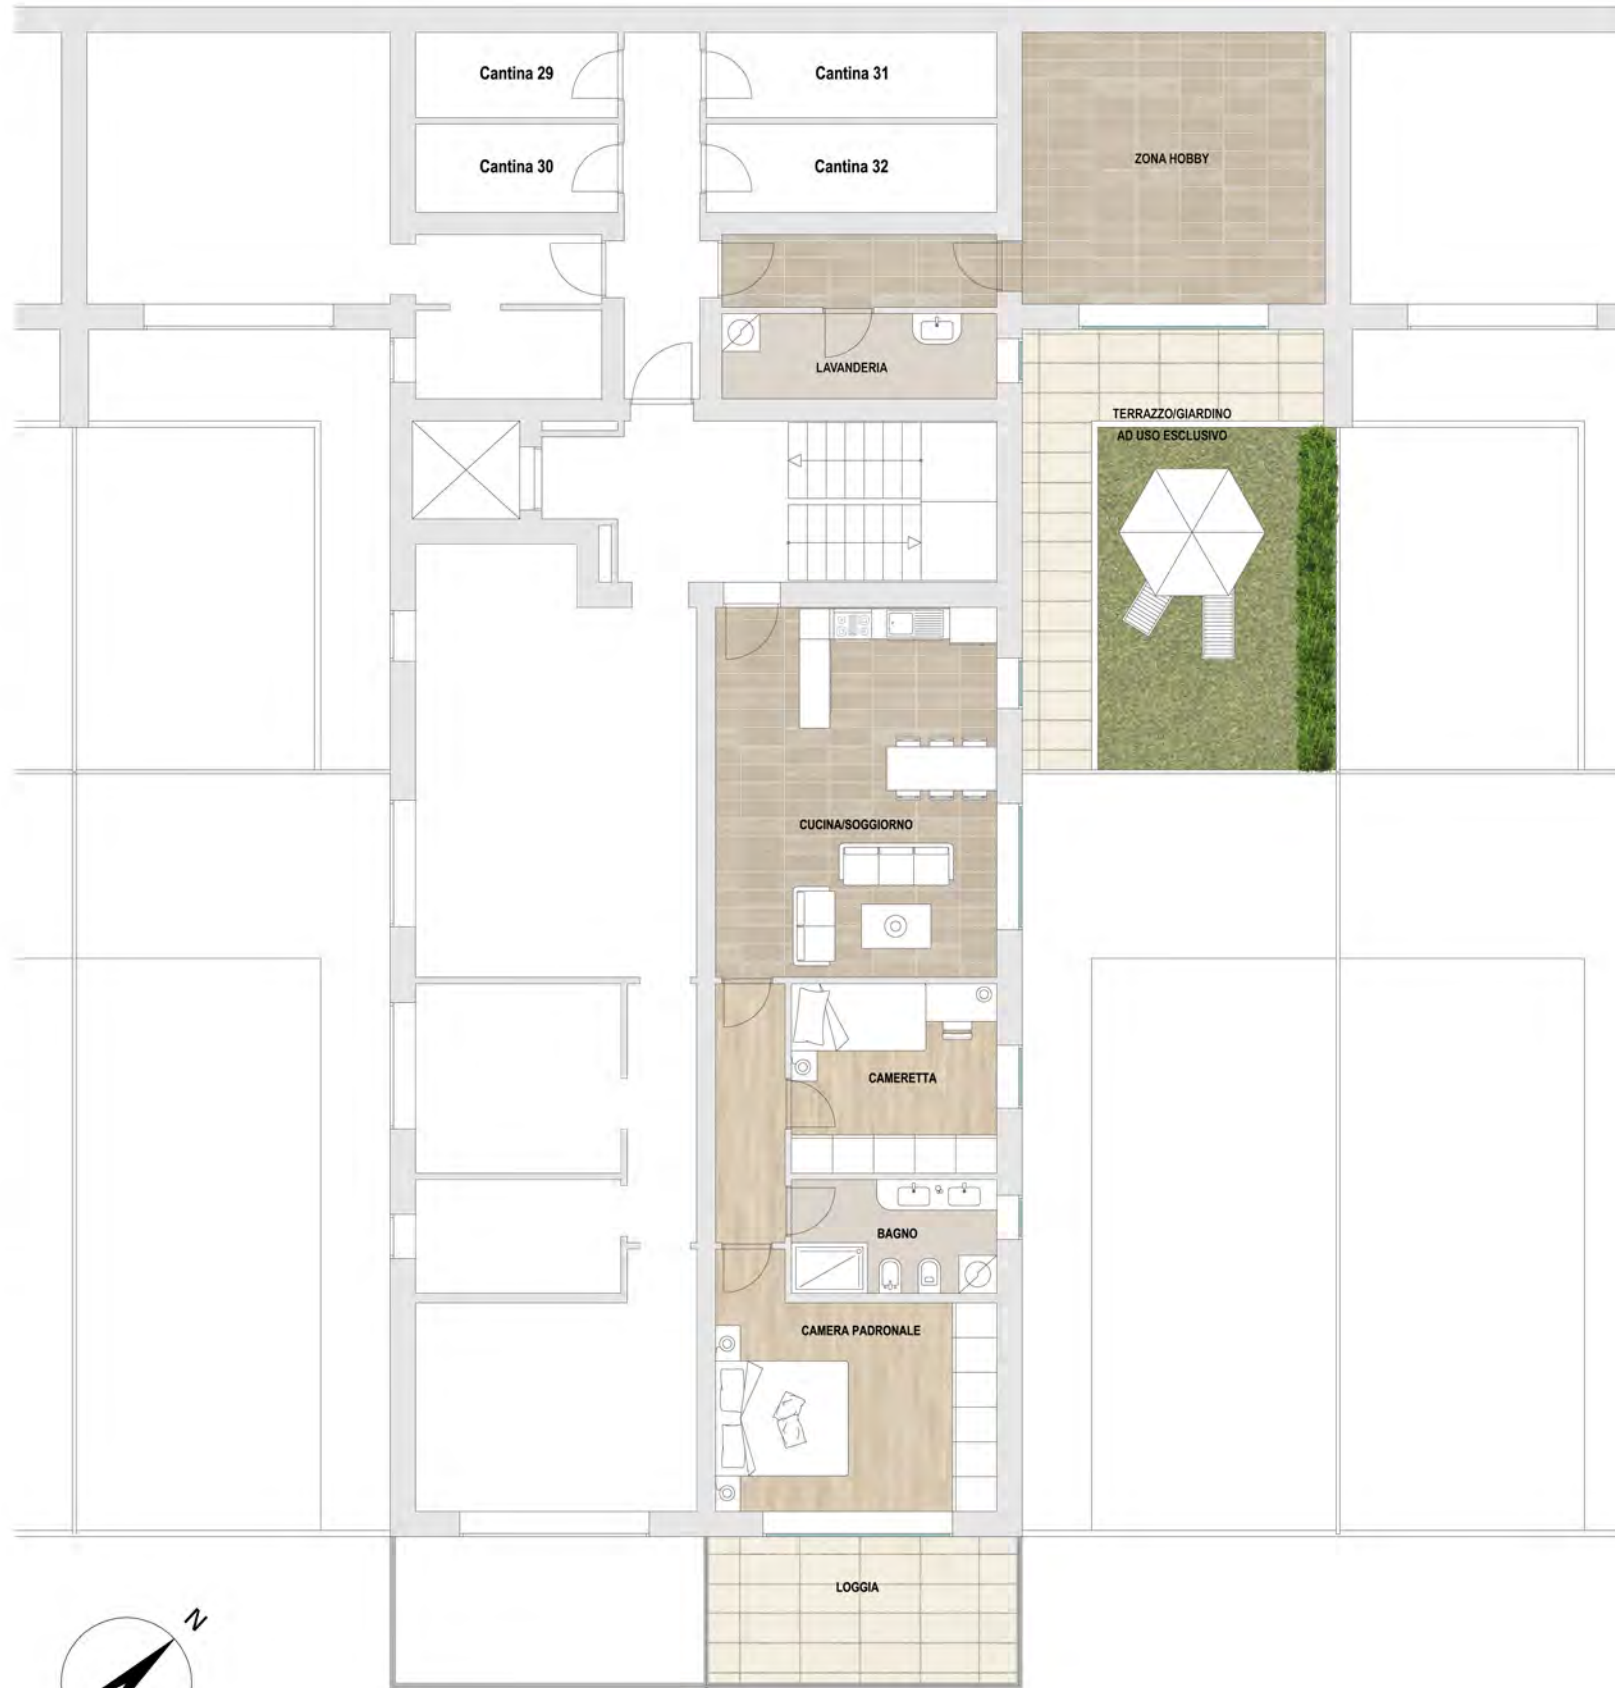 Cantina 29
Cantina 31
Cantina 30
Cantina 32
ZONA HOBBY
LAVANDERIA
TERRAZZO/GIARDINO
AD USO ESCLUSIVO
CUCINA/SOGGIORNO
CAMERETTA
BAGNO
CAMERA PADRONALE
LOGGIA
N